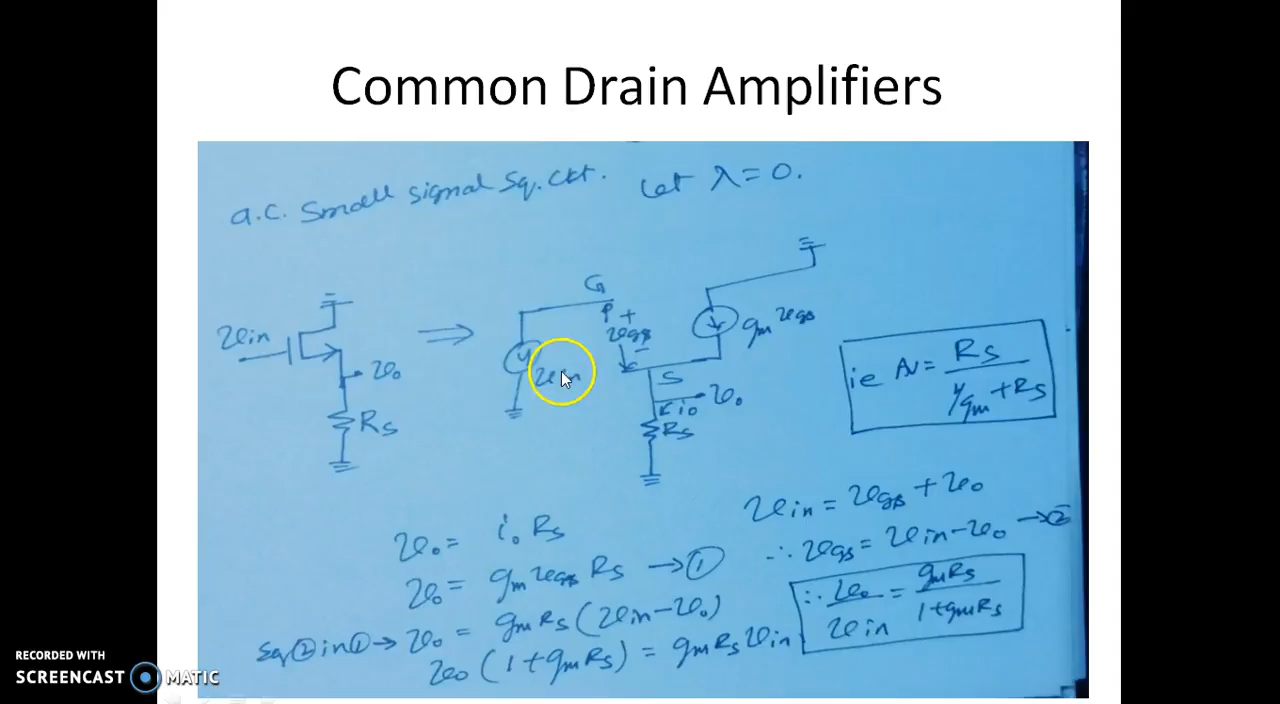 Common Drain Amplifiers
a.c. Small signal Eq. Ckt. Let λ = 0.
vin
vo
Rs
⇒
G
+
vgs
-
vin
gm vgs
S
vo
io
Rs
ie Av = Rs / (1/gm + Rs)
vo = io Rs
vo = gm vgs Rs → ①
Eq ② in ① → vo = gm Rs (vin - vo)
vo (1 + gm Rs) = gm Rs vin
vin = vgs + vo
∴ vgs = vin - vo → ②
∴ vo / vin = gm Rs / (1 + gm Rs)
RECORDED WITH
SCREENCAST MATIC